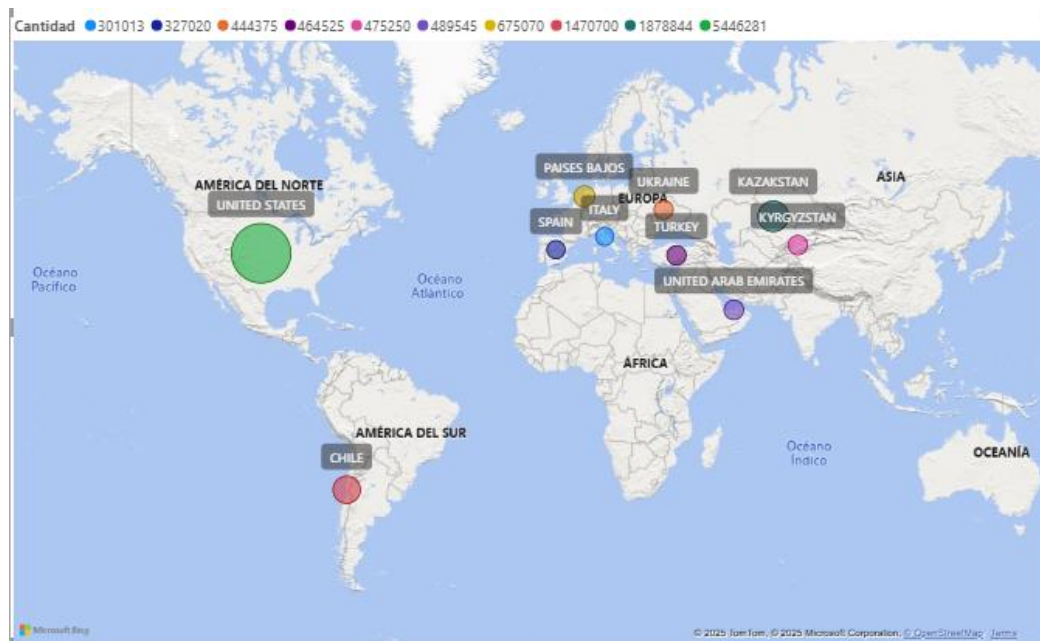 Cantidad 301013 327020 444375 464525 475250 489545 675070 1470700 1878844 5446281
AMÉRICA DEL NORTE
UNITED STATES
PAISES BAJOS
UKRAINE
KAZAKSTAN
ASIA
EUROPA
ITALY
SPAIN
TURKEY
KYRGYZSTAN
Océano
Pacífico
Océano
Atlántico
UNITED ARAB EMIRATES
ÁFRICA
AMÉRICA DEL SUR
CHILE
Océano
Índico
OCEANÍA
Microsoft Bing
© 2025 TomTom, © 2025 Microsoft Corporation, © OpenStreetMap Terms